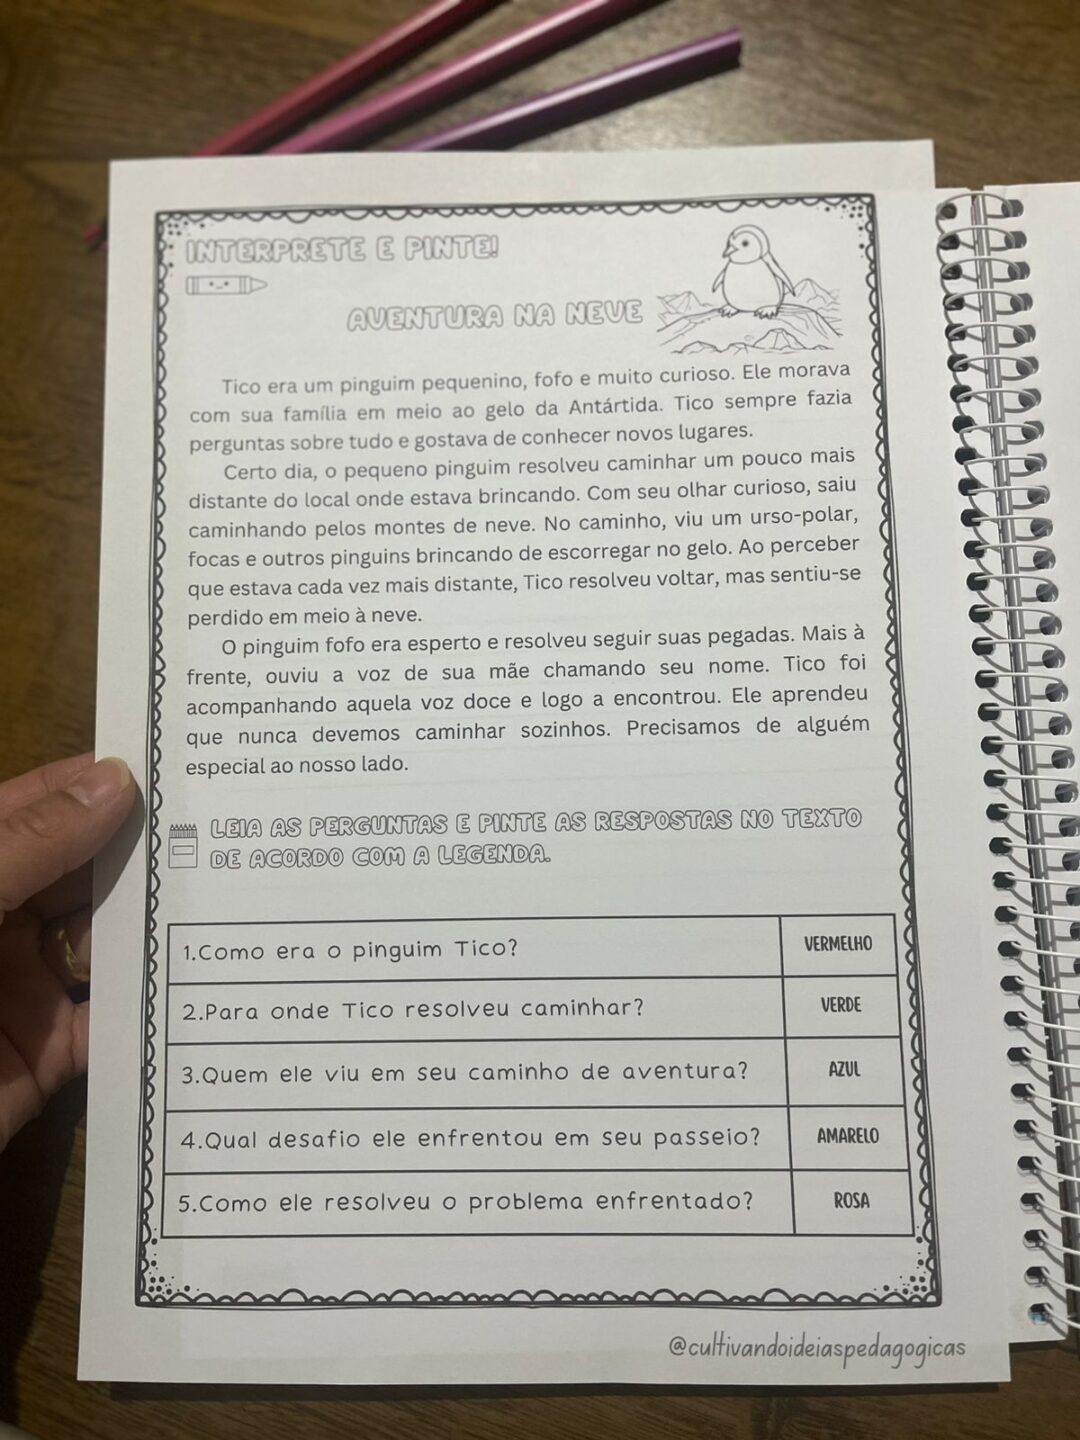 INTERPRETE E PINTE!
AVENTURA NA NEVE
Tico era um pinguim pequenino, fofo e muito curioso. Ele morava
com sua família em meio ao gelo da Antártida. Tico sempre fazia
perguntas sobre tudo e gostava de conhecer novos lugares.
Certo dia, o pequeno pinguim resolveu caminhar um pouco mais
distante do local onde estava brincando. Com seu olhar curioso, saiu
caminhando pelos montes de neve. No caminho, viu um urso-polar,
focas e outros pinguins brincando de escorregar no gelo. Ao perceber
que estava cada vez mais distante, Tico resolveu voltar, mas sentiu-se
perdido em meio à neve.
O pinguim fofo era esperto e resolveu seguir suas pegadas. Mais à
frente, ouviu a voz de sua mãe chamando seu nome. Tico foi
acompanhando aquela voz doce e logo a encontrou. Ele aprendeu
que nunca devemos caminhar sozinhos. Precisamos de alguém
especial ao nosso lado.
LEIA AS PERGUNTAS E PINTE AS RESPOSTAS NO TEXTO
DE ACORDO COM A LEGENDA.
1.Como era o pinguim Tico? VERMELHO
2.Para onde Tico resolveu caminhar? VERDE
3.Quem ele viu em seu caminho de aventura? AZUL
4.Qual desafio ele enfrentou em seu passeio? AMARELO
5.Como ele resolveu o problema enfrentado? ROSA
@cultivandoideiaspedagogicas